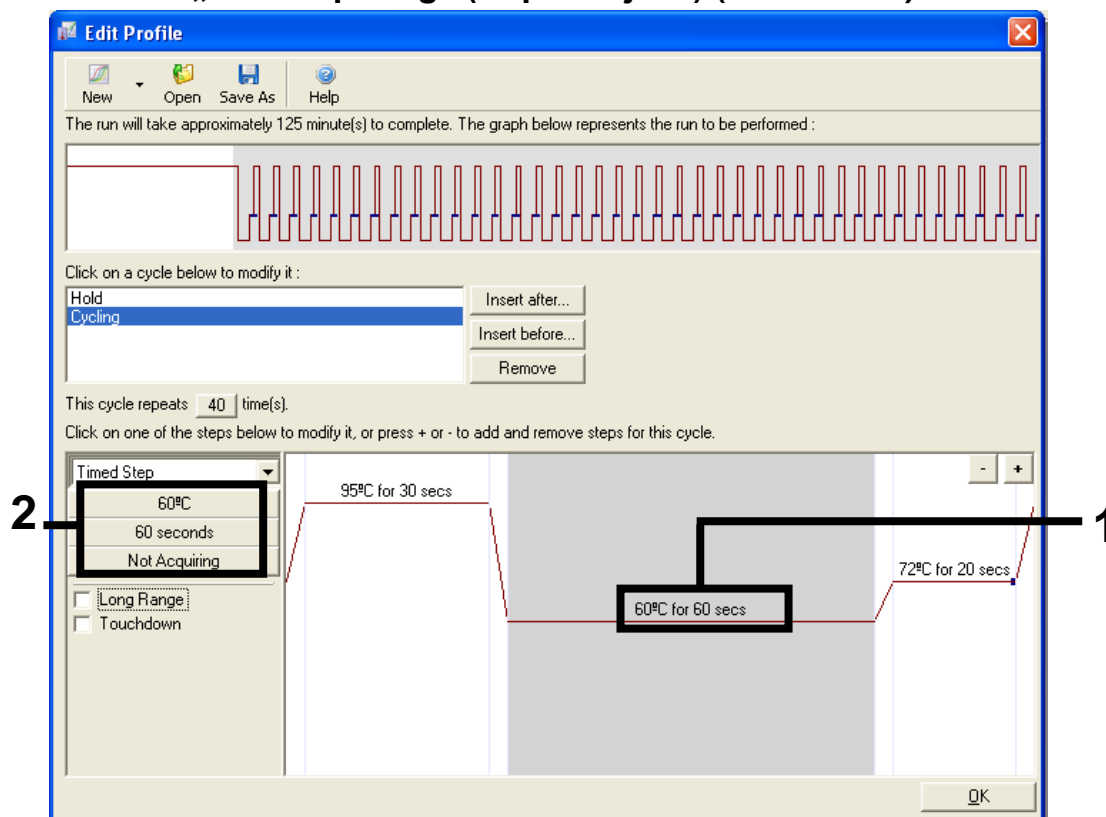 Edit Profile
New Open Save As Help
The run will take approximately 125 minute(s) to complete. The graph below represents the run to be performed :
Click on a cycle below to modify it :
Hold
Cycling
Insert after...
Insert before...
Remove
This cycle repeats 40 time(s).
Click on one of the steps below to modify it, or press + or - to add and remove steps for this cycle.
Timed Step
- +
95ºC for 30 secs
2
60ºC
60 seconds
Not Acquiring
1
72ºC for 20 secs
Long Range
60ºC for 60 secs
Touchdown
OK